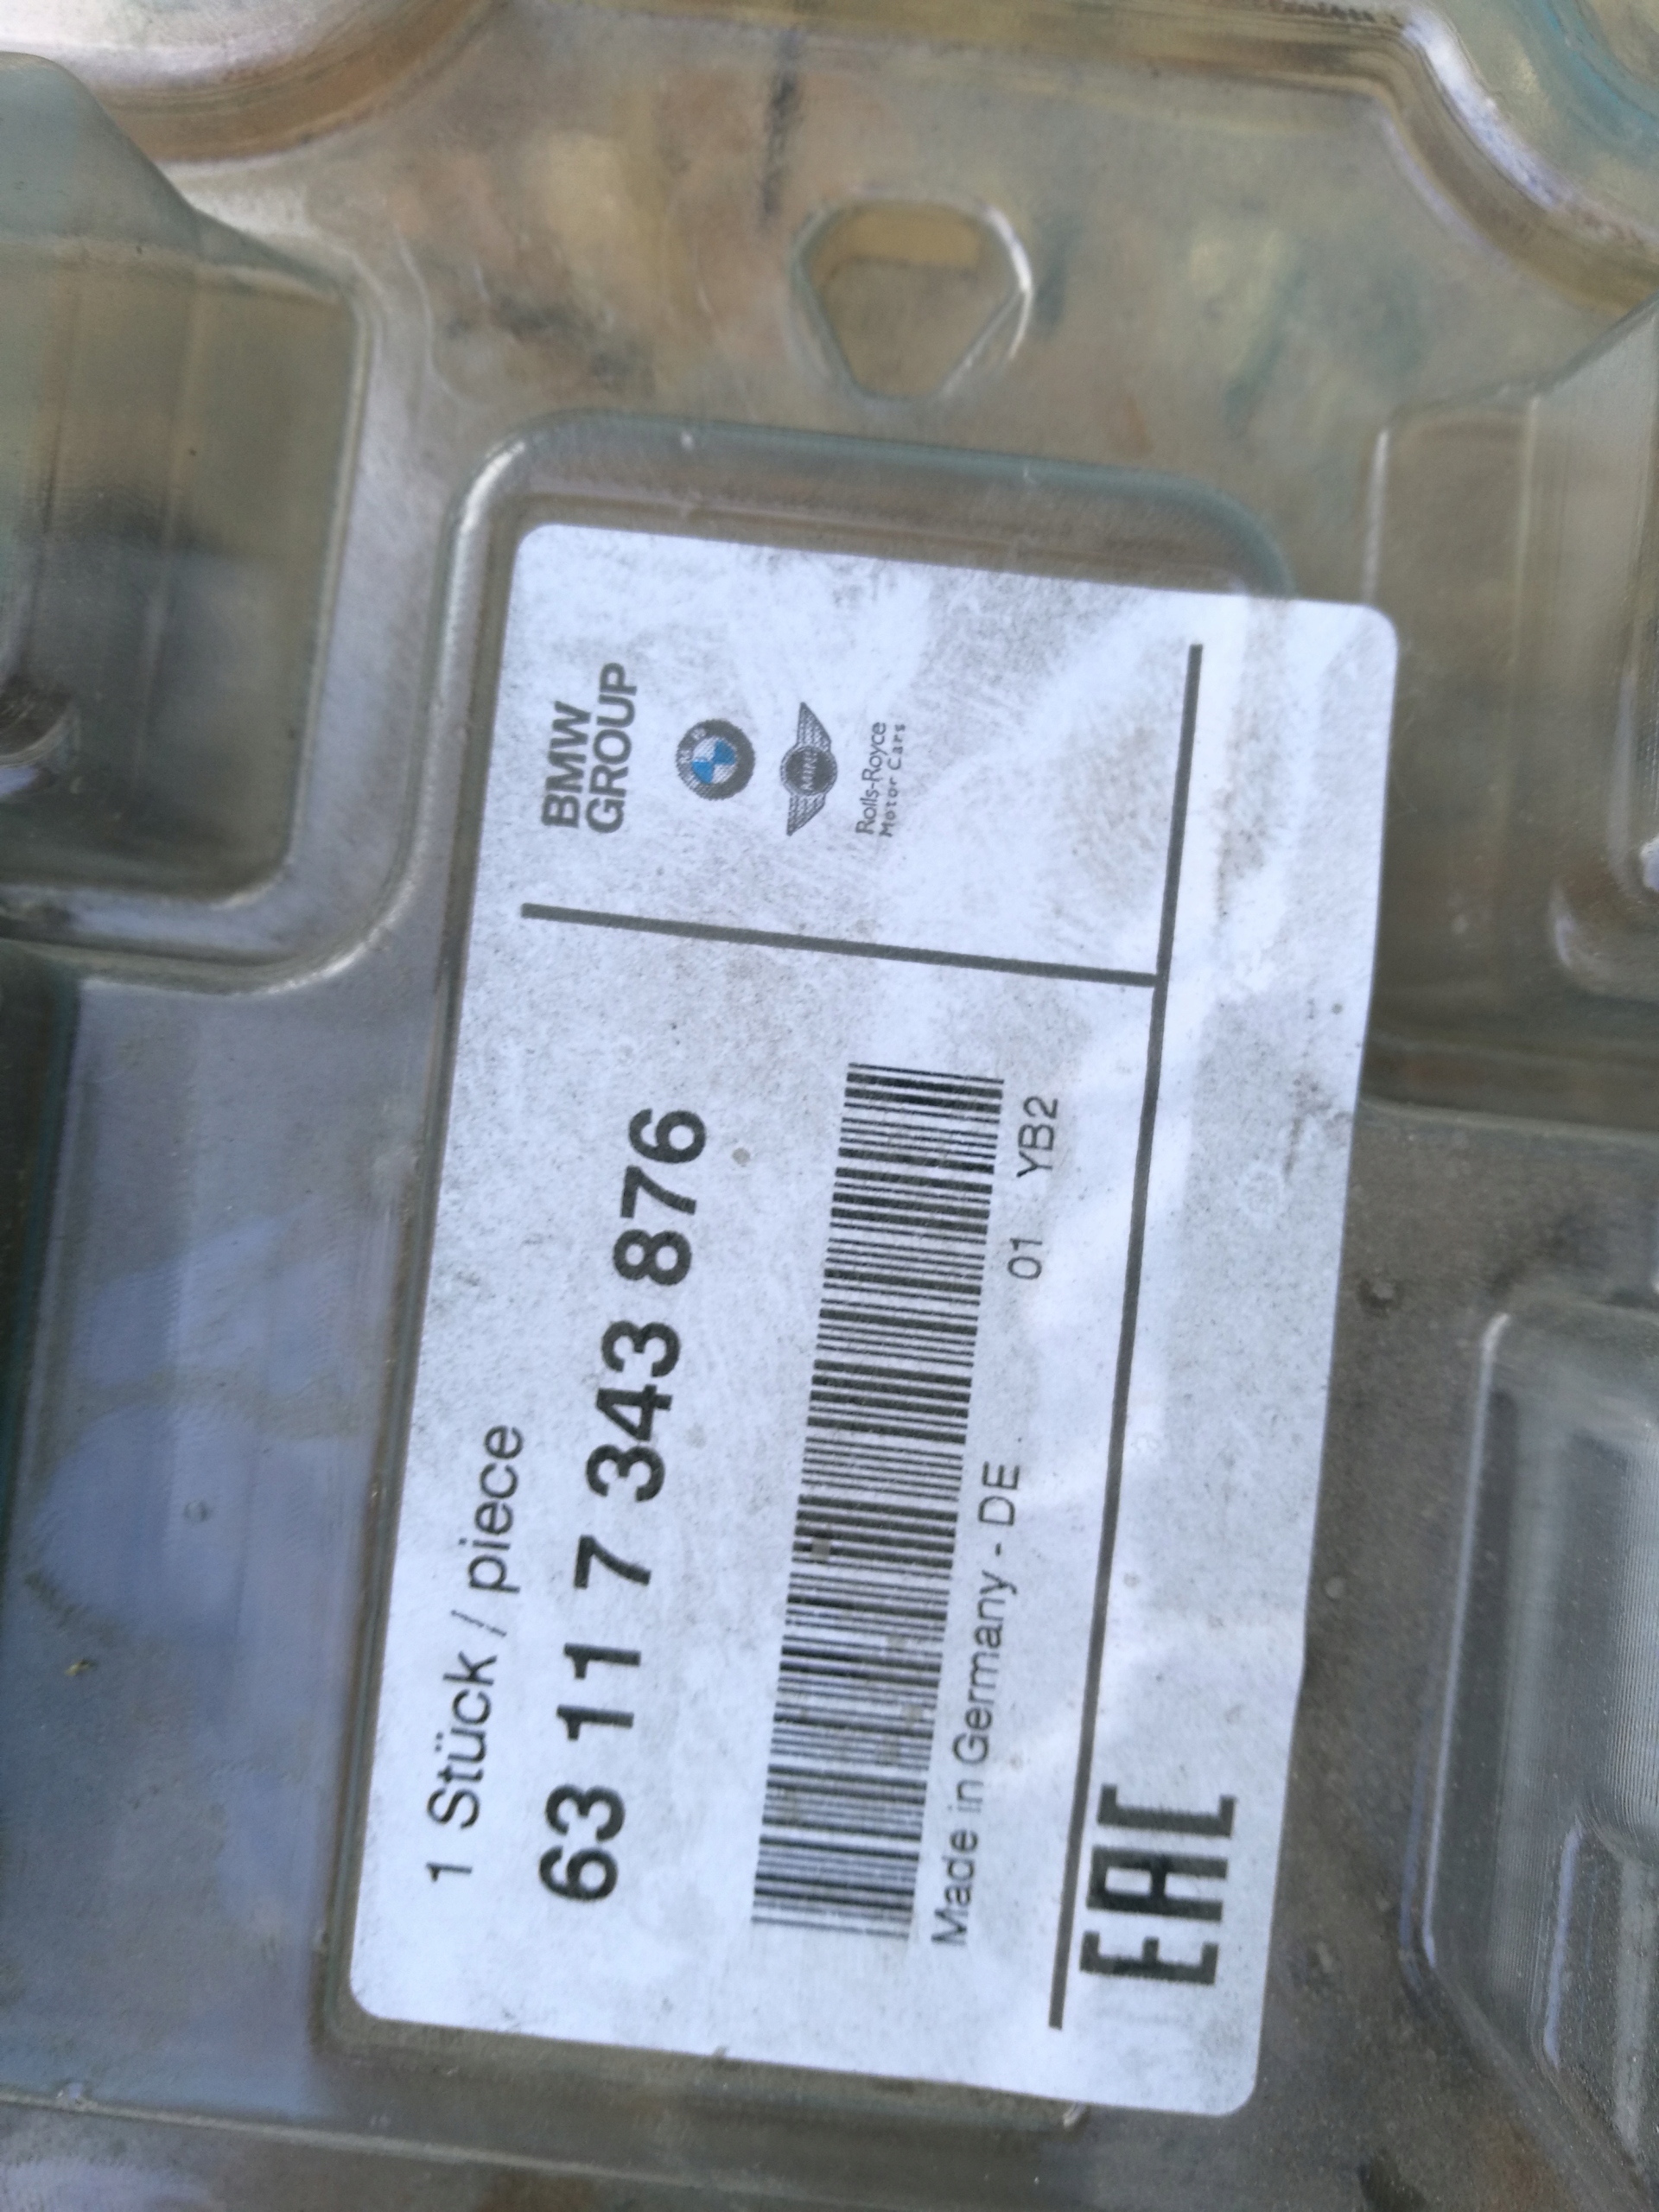 1 Stück / piece
63 11 7 343 876
Made in Germany - DE 01 YB2
BMW
GROUP
MINI
Rolls-Royce
Motor Cars
EAC